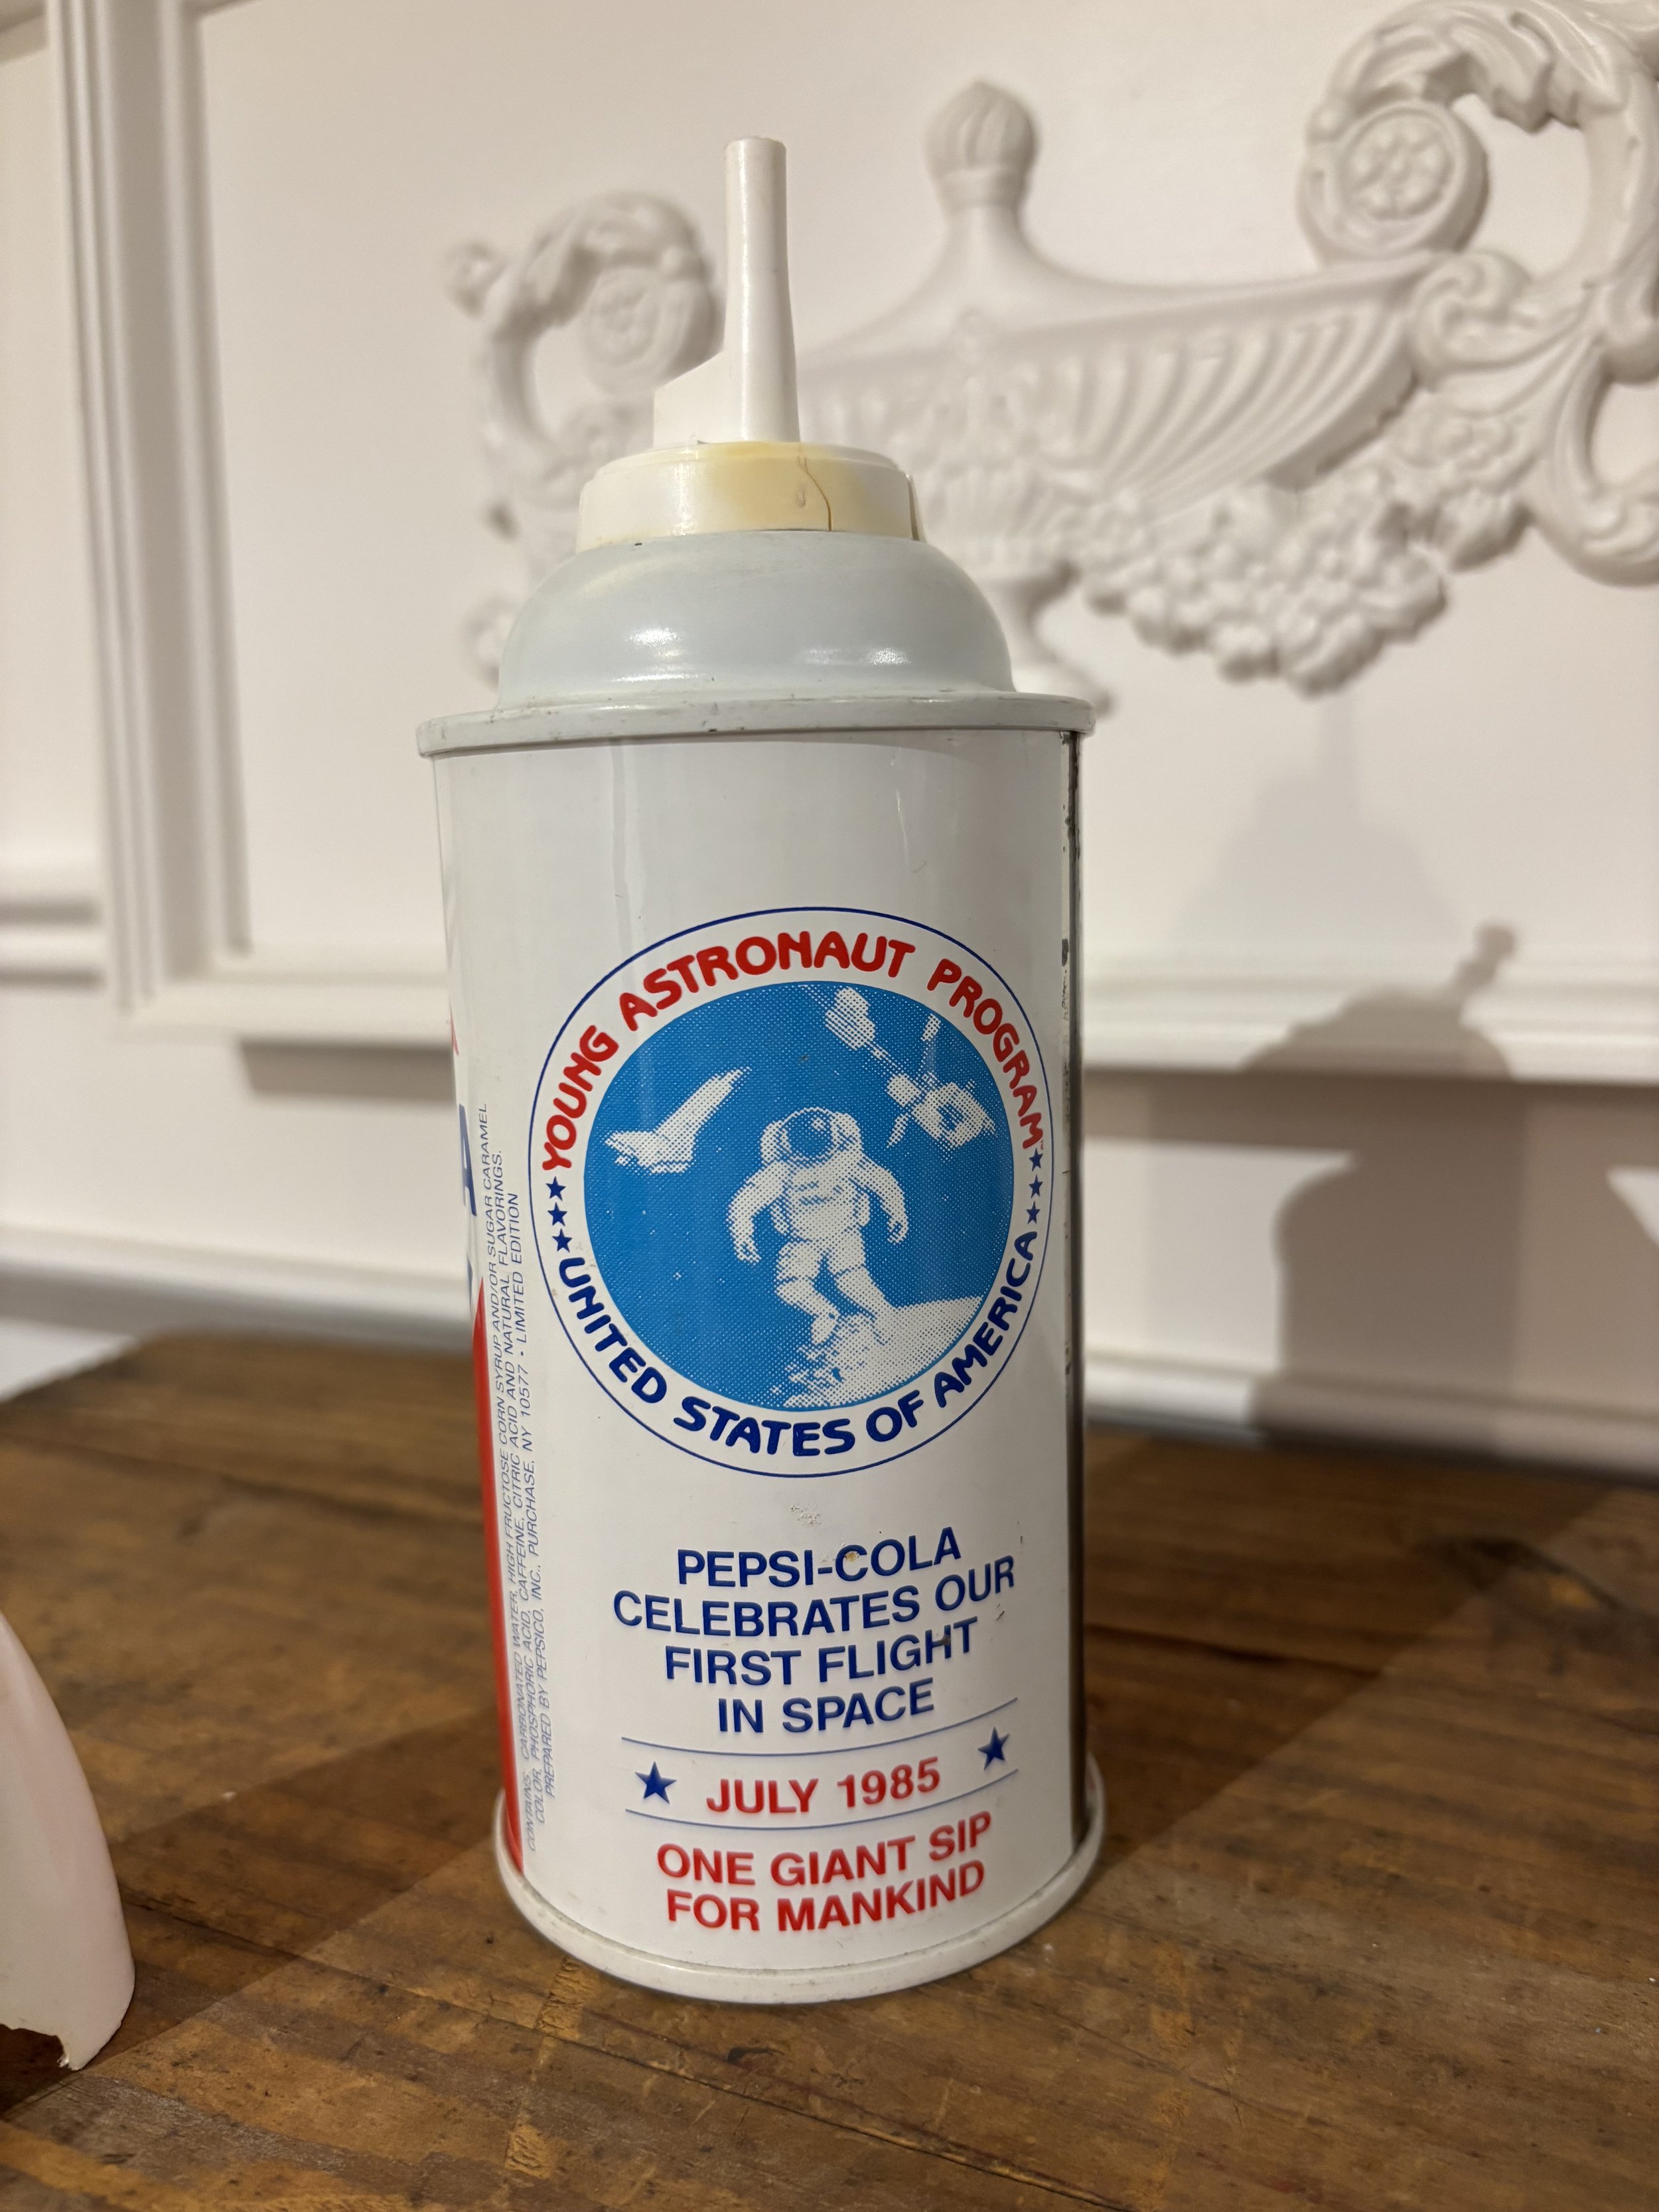 YOUNG ASTRONAUT PROGRAM
UNITED STATES OF AMERICA
PEPSI-COLA
CELEBRATES OUR
FIRST FLIGHT
IN SPACE
JULY 1985
ONE GIANT SIP
FOR MANKIND
CONTAINS: CARBONATED WATER, HIGH FRUCTOSE CORN SYRUP AND/OR SUGAR CARAMEL
COLOR, PHOSPHORIC ACID, CAFFEINE, CITRIC ACID AND NATURAL FLAVORINGS.
PREPARED BY PEPSICO, INC., PURCHASE, NY 10577 • LIMITED EDITION